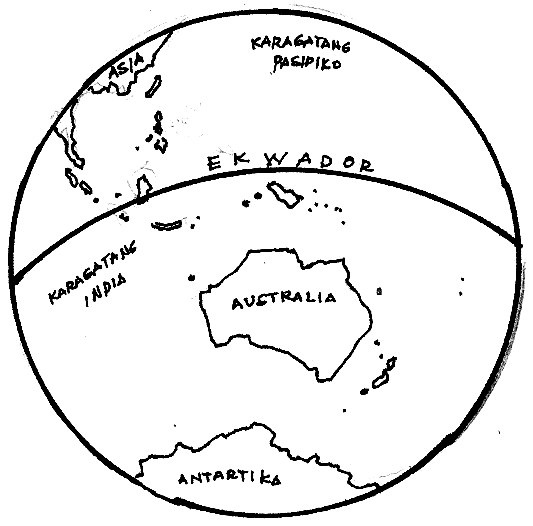 KARAGATANG
PASIPIKO
ASIA
EKWADOR
KARAGATANG
INDIA
AUSTRALIA
ANTARTIKA